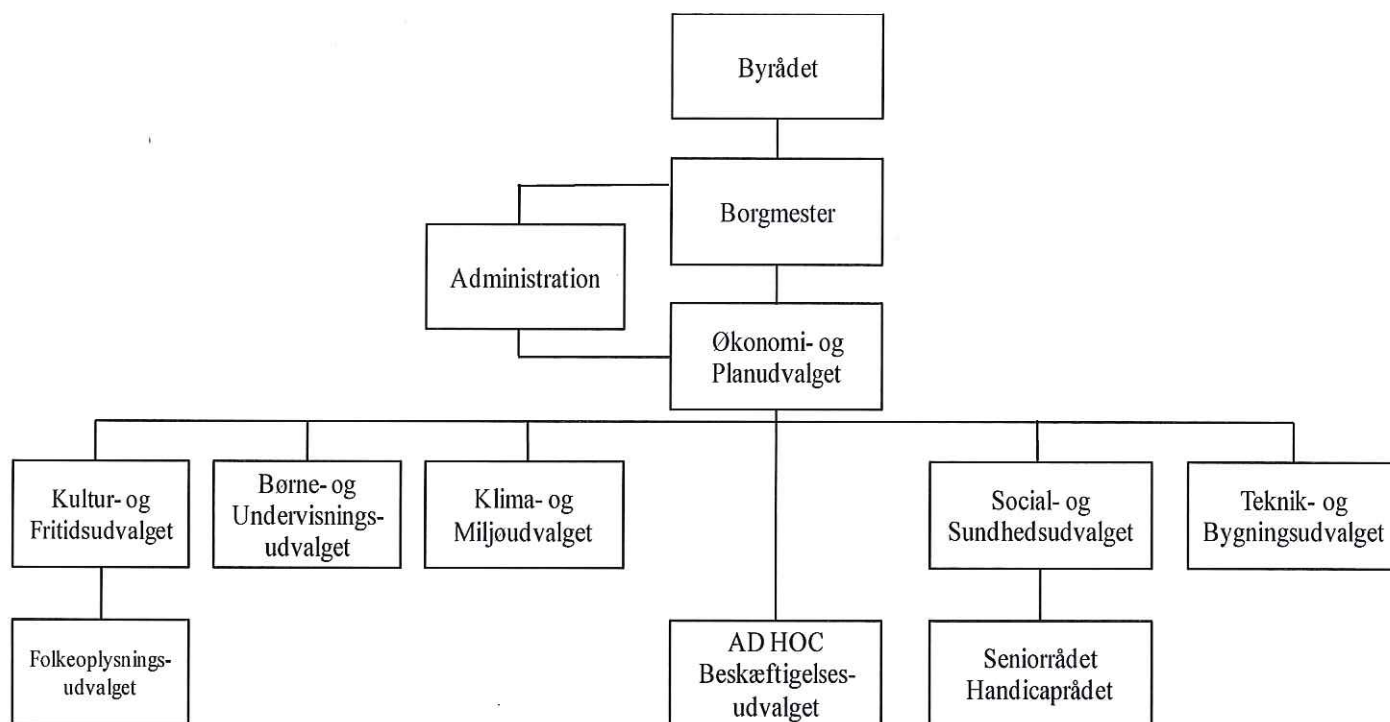 Byrådet
Borgmester
Administration
Økonomi- og
Planudvalget
Kultur- og
Fritidsudvalget
Børne- og
Undervisnings-
udvalget
Klima- og
Miljøudvalget
Social- og
Sundhedsudvalget
Teknik- og
Bygningsudvalget
Folkeoplysnings-
udvalget
AD HOC
Beskæftigelses-
udvalget
Seniorrådet
Handicaprådet